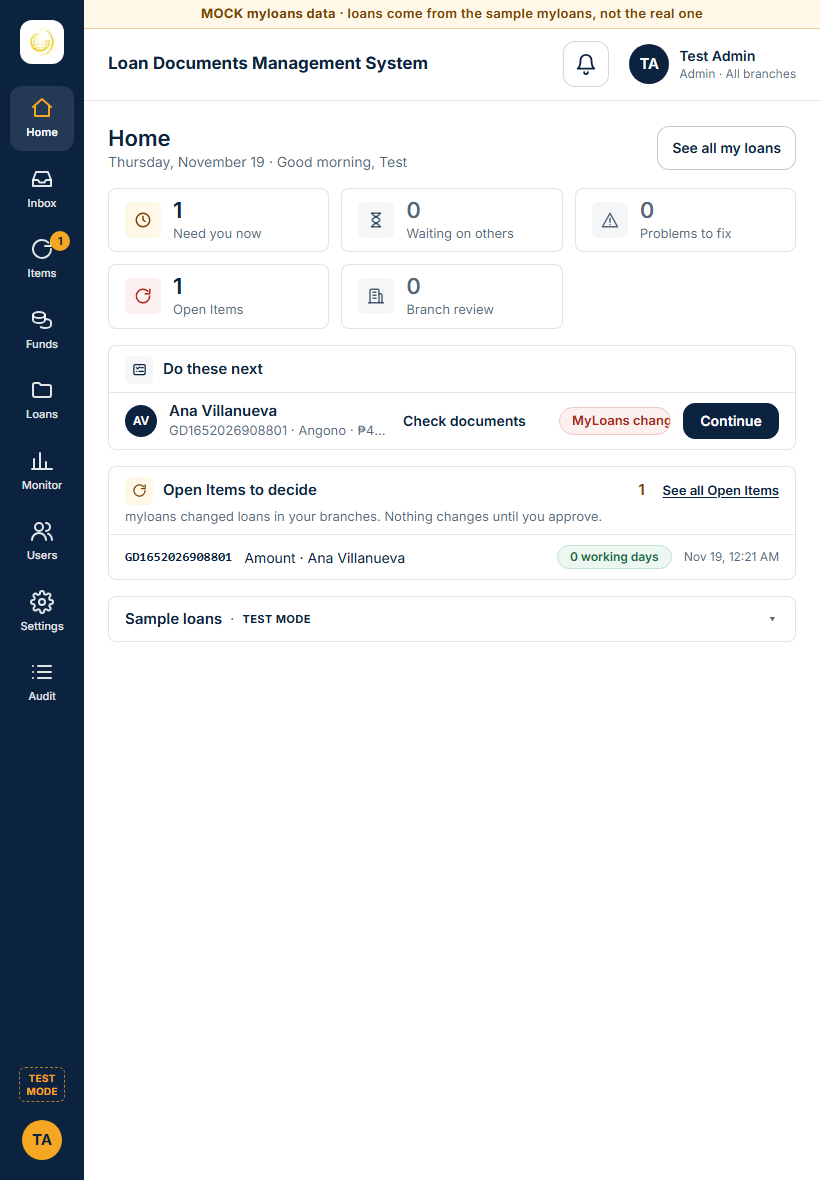 MOCK myloans data · loans come from the sample myloans, not the real one
Loan Documents Management System
TA
Test Admin
Admin · All branches
Home
Inbox
1
Items
Funds
Loans
Monitor
Users
Settings
Audit
TEST
MODE
TA
Home
Thursday, November 19 · Good morning, Test
See all my loans
1
Need you now
0
Waiting on others
0
Problems to fix
1
Open Items
0
Branch review
Do these next
AV
Ana Villanueva
GD1652026908801 · Angono · ₱4...
Check documents
MyLoans chang
Continue
Open Items to decide
1
See all Open Items
myloans changed loans in your branches. Nothing changes until you approve.
GD1652026908801 Amount · Ana Villanueva
0 working days
Nov 19, 12:21 AM
Sample loans · TEST MODE